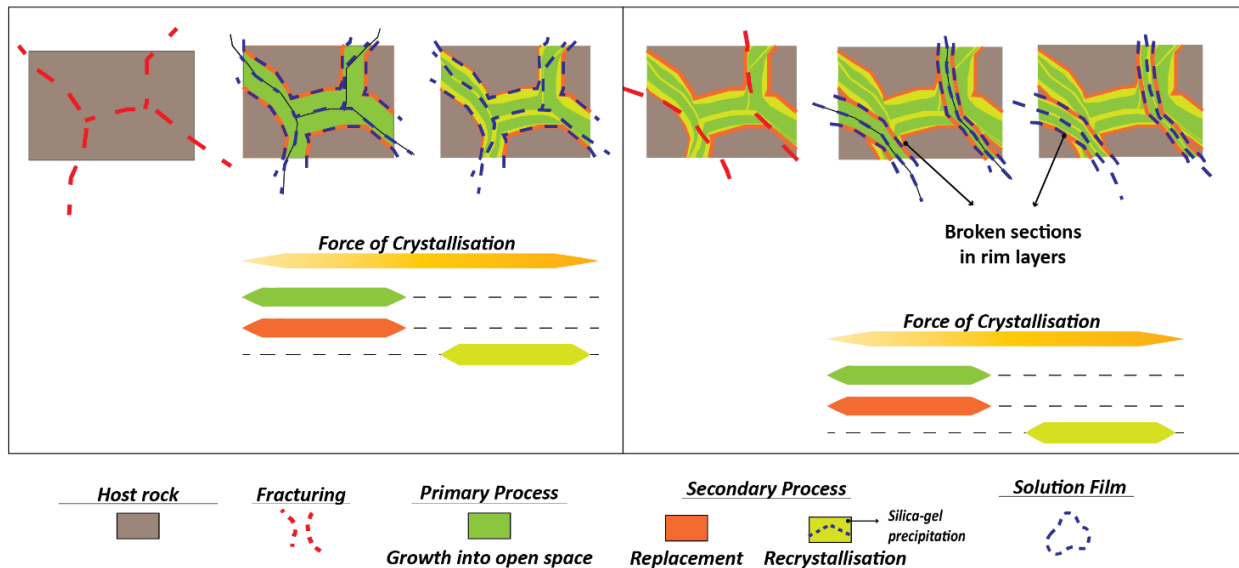 Force of Crystallisation
Broken sections
in rim layers
Force of Crystallisation
Host rock
Fracturing
Primary Process
Growth into open space
Secondary Process
Replacement
Silica-gel
precipitation
Recrystallisation
Solution Film